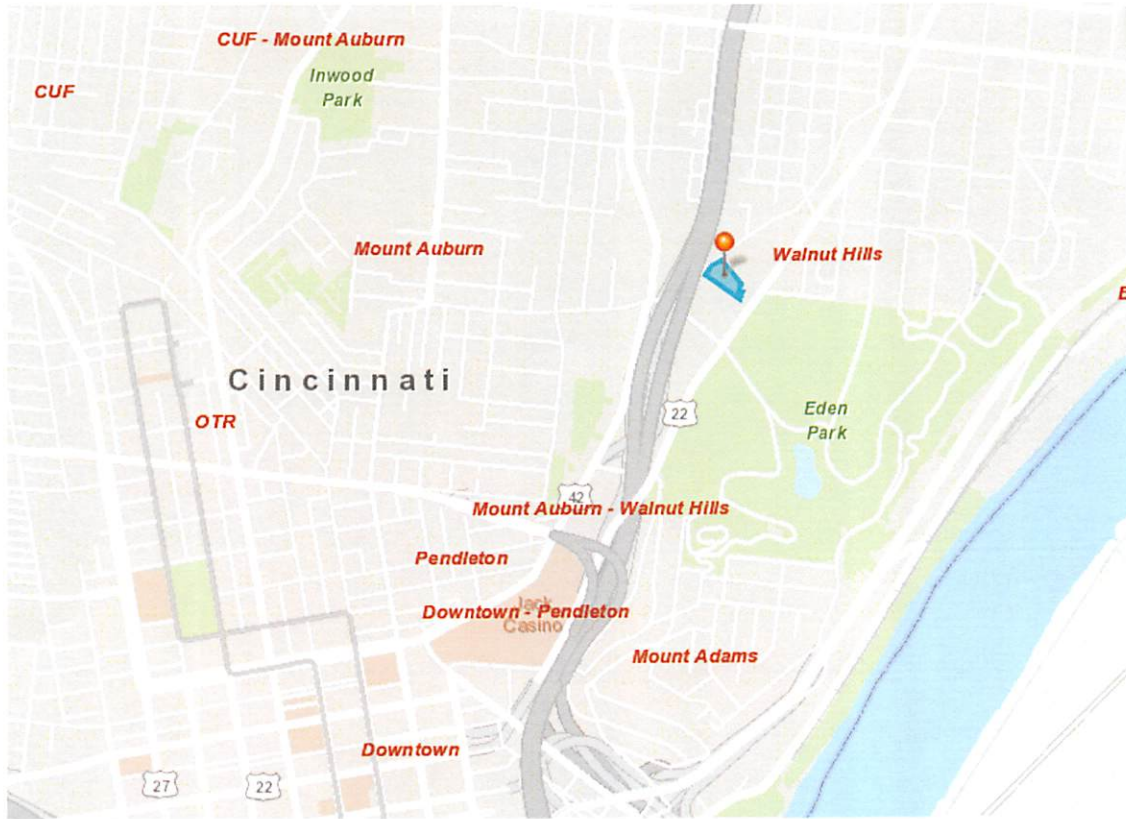 CUF - Mount Auburn
Inwood
Park
CUF
Mount Auburn
Walnut Hills
E
Cincinnati
22
Eden
Park
OTR
42
Mount Auburn - Walnut Hills
Pendleton
Downtown - Pendleton
Jack
Casino
Mount Adams
Downtown
27
22